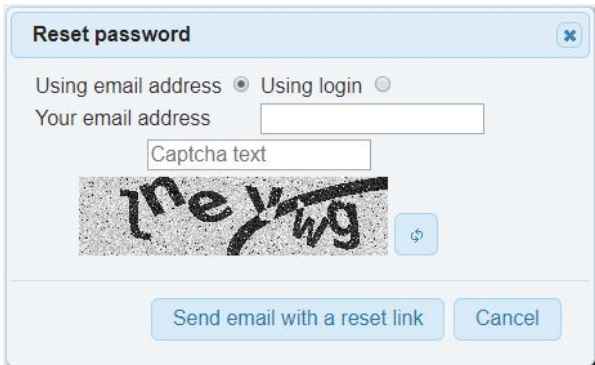 Reset password
Using email address Using login
Your email address
Captcha text
Send email with a reset link Cancel